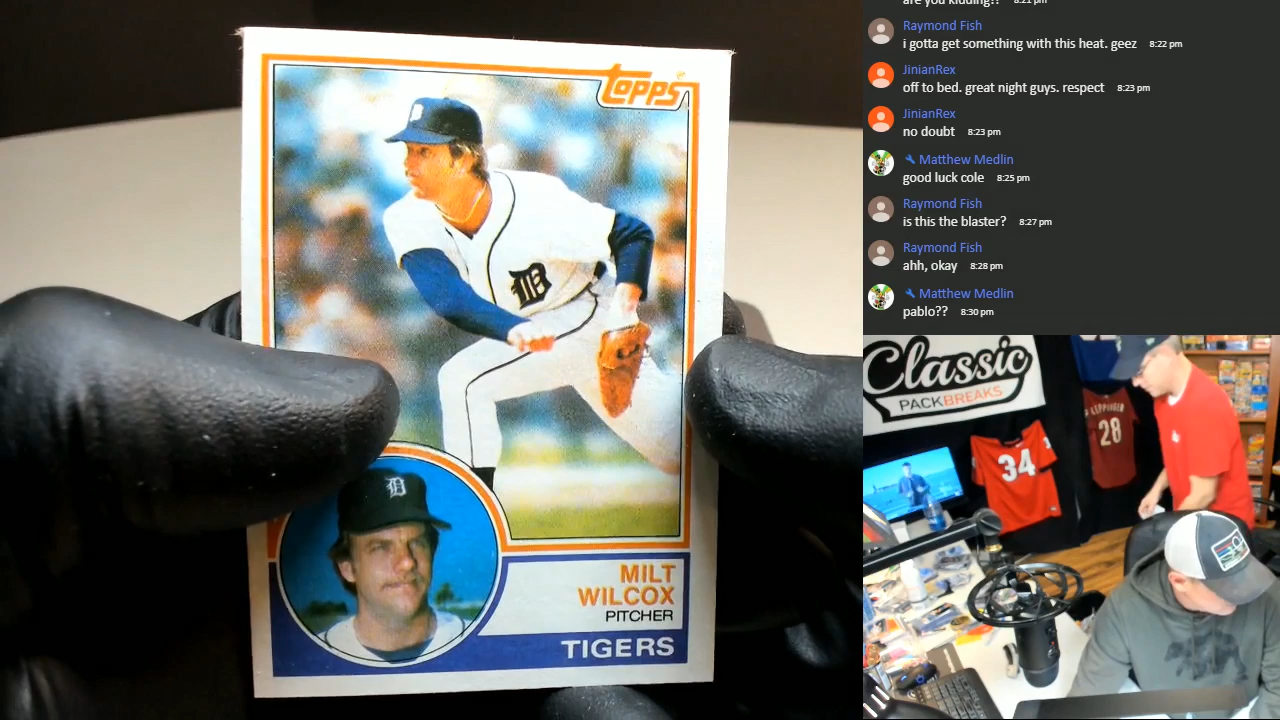 Topps
D
D
D
MILT
WILCOX
PITCHER
TIGERS
Raymond Fish
i gotta get something with this heat. geez 8:22 pm
JinianRex
off to bed. great night guys. respect 8:23 pm
JinianRex
no doubt 8:23 pm
Matthew Medlin
good luck cole 8:25 pm
Raymond Fish
is this the blaster? 8:27 pm
Raymond Fish
ahh, okay 8:28 pm
Matthew Medlin
pablo?? 8:30 pm
Classic
PACKBREAKS
34
28